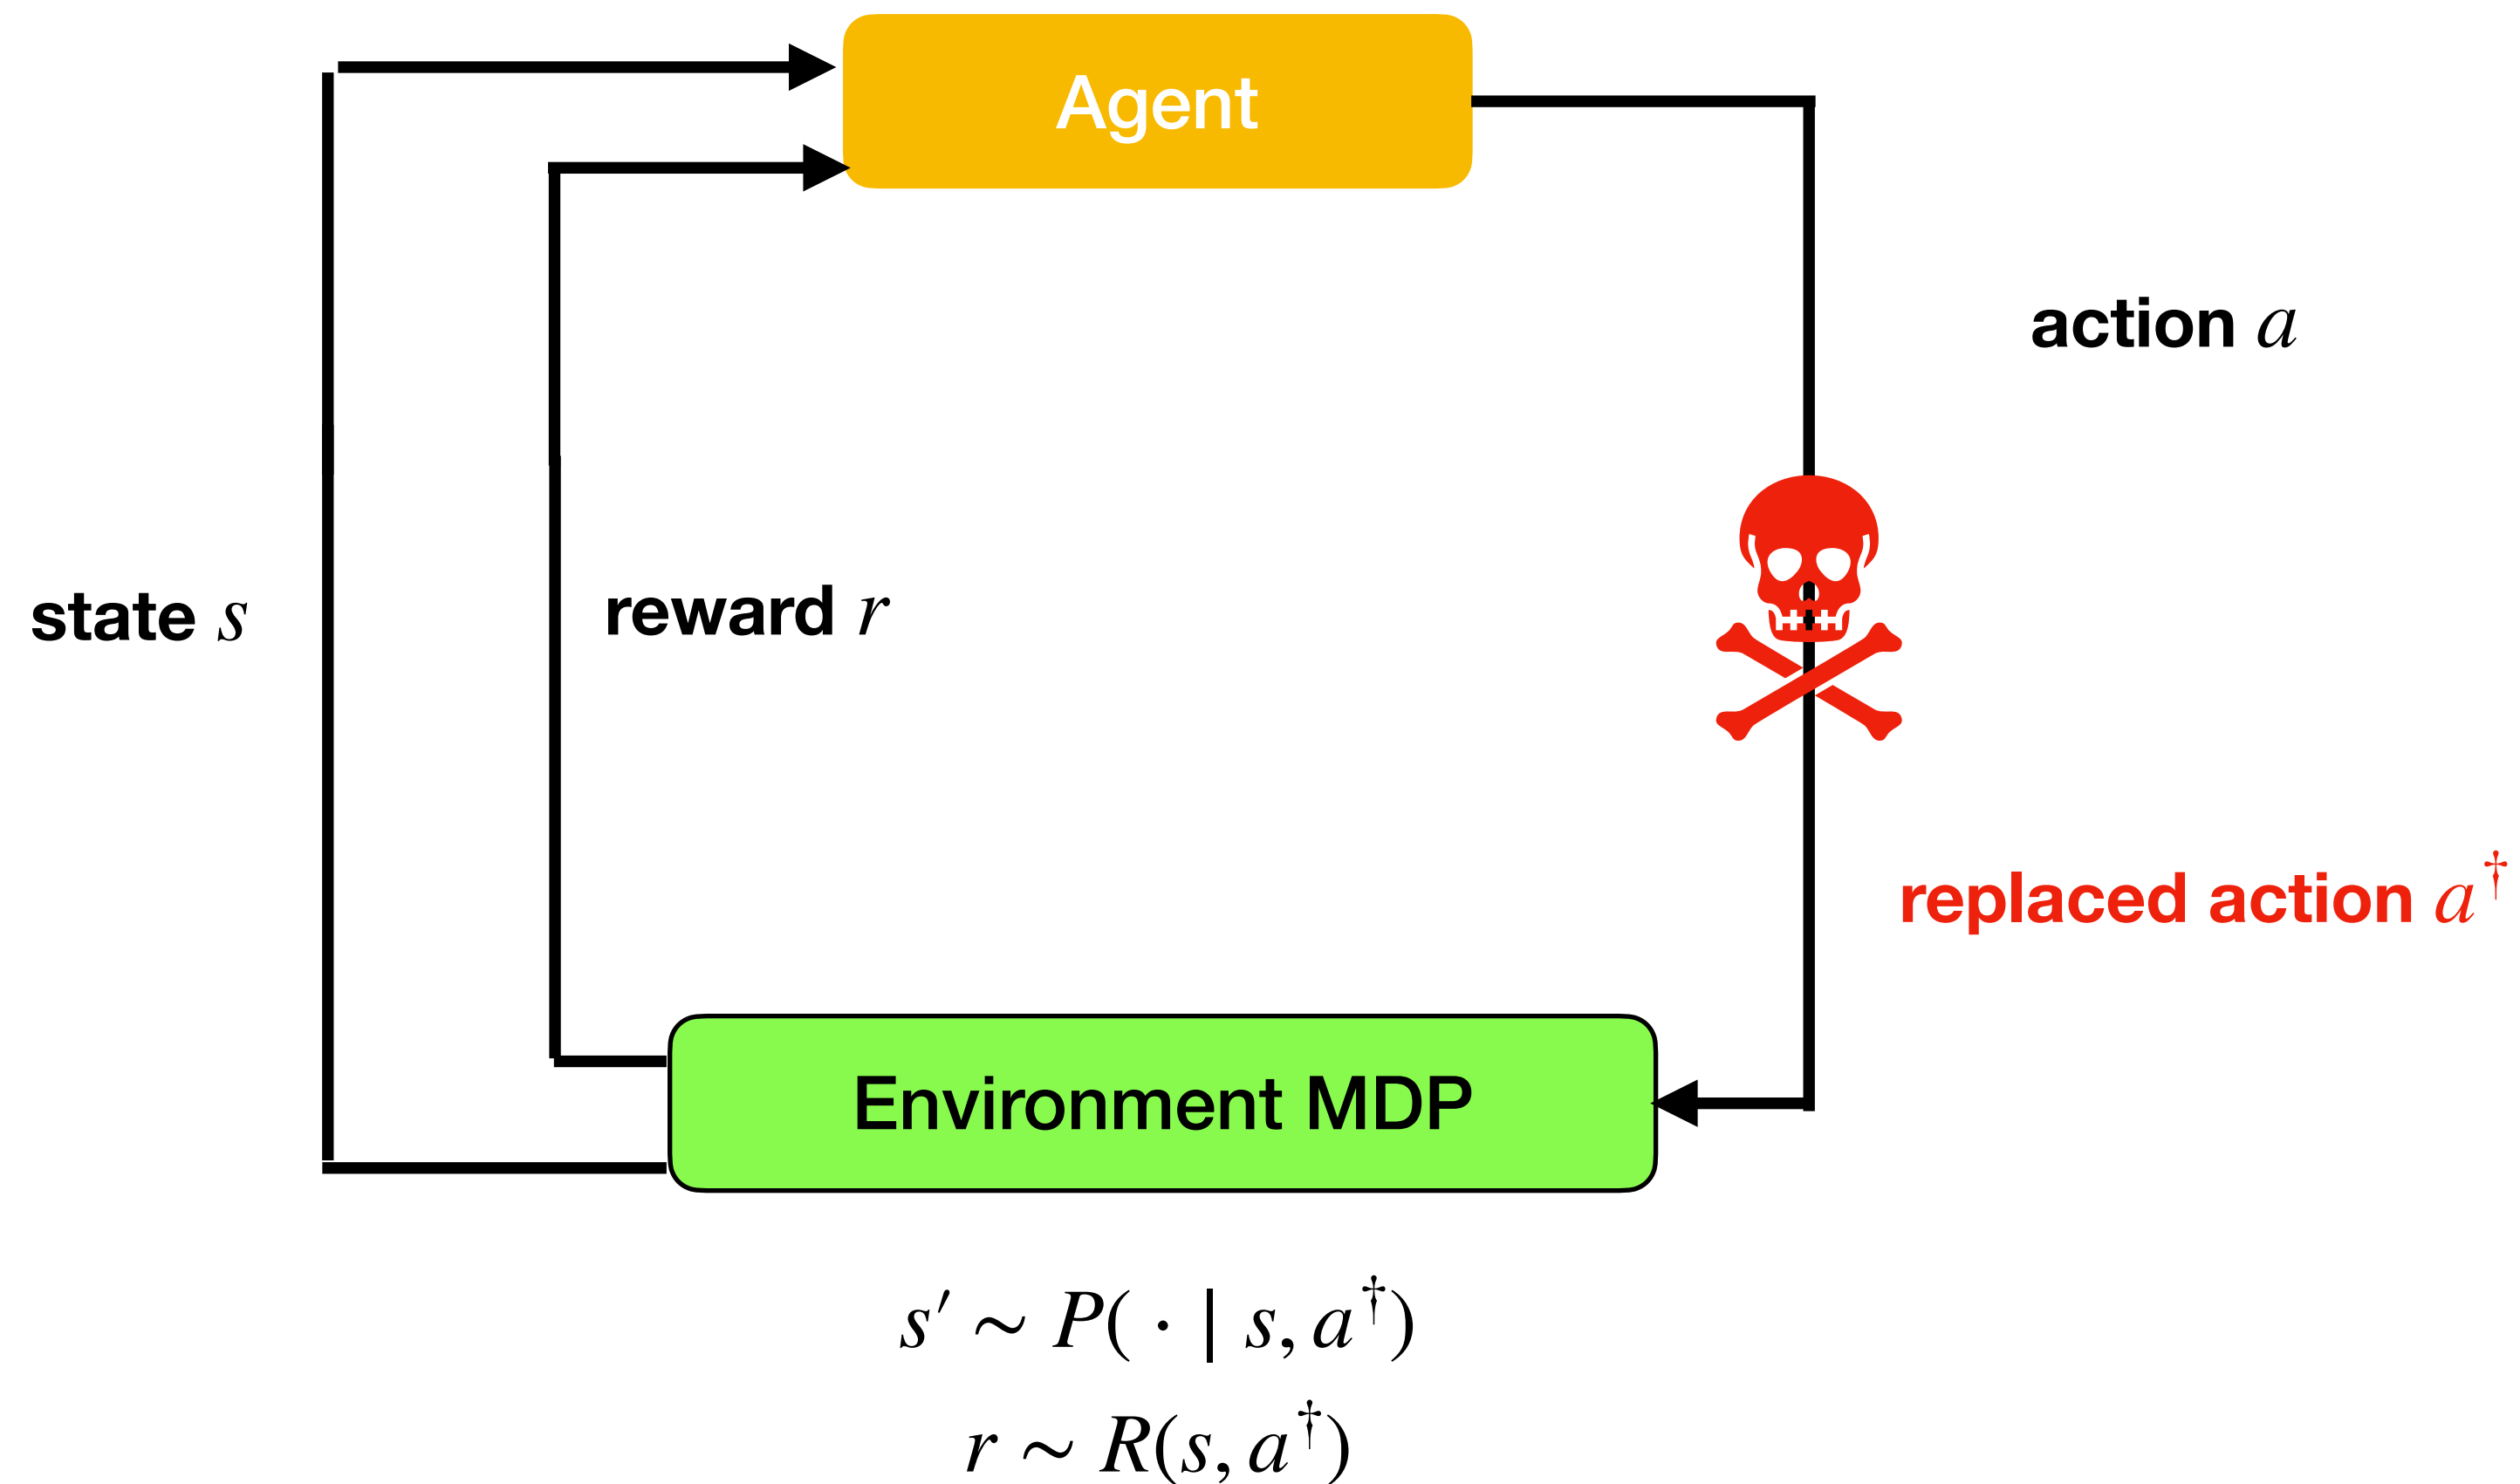 Agent
action a
state s
reward r
replaced action a†
Environment MDP
s′ ∼ P( · | s, a†)
r ∼ R(s, a†)